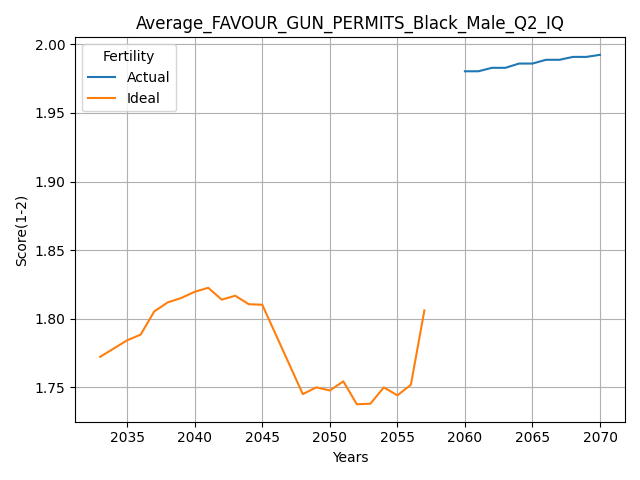 Average_FAVOUR_GUN_PERMITS_Black_Male_Q2_IQ
2.00
1.95
1.90
1.85
1.80
1.75
Score(1-2)
Fertility
Actual
Ideal
2035 2040 2045 2050 2055 2060 2065 2070
Years